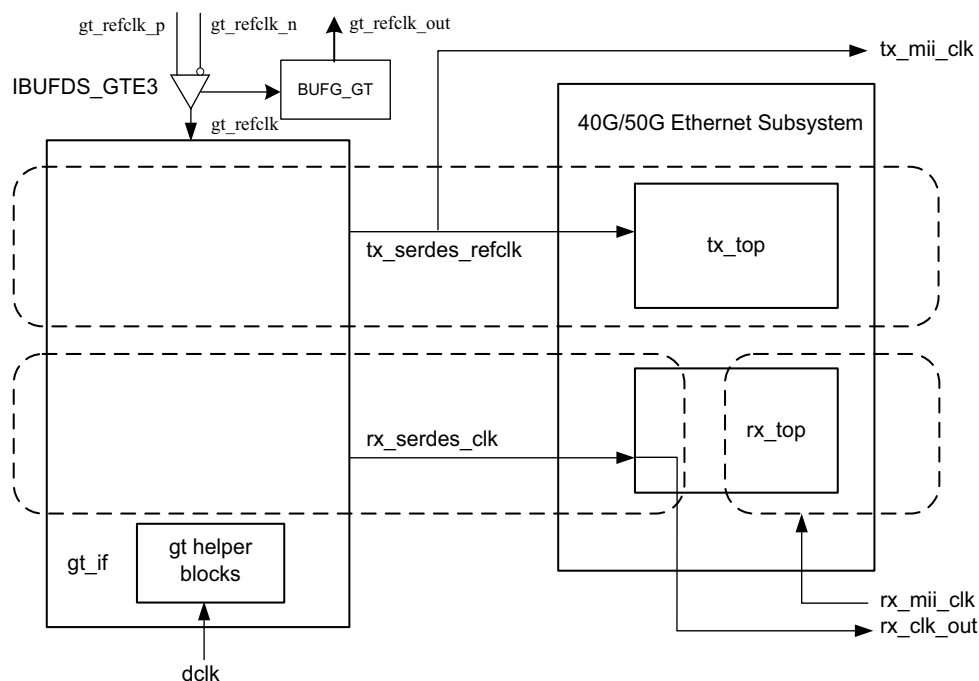 gt_refclk_p
gt_refclk_n
gt_refclk_out
tx_mii_clk
IBUFDS_GTE3
BUFG_GT
gt_refclk
40G/50G Ethernet Subsystem
tx_serdes_refclk
tx_top
rx_serdes_clk
rx_top
gt_if
gt helper
blocks
rx_mii_clk
rx_clk_out
dclk